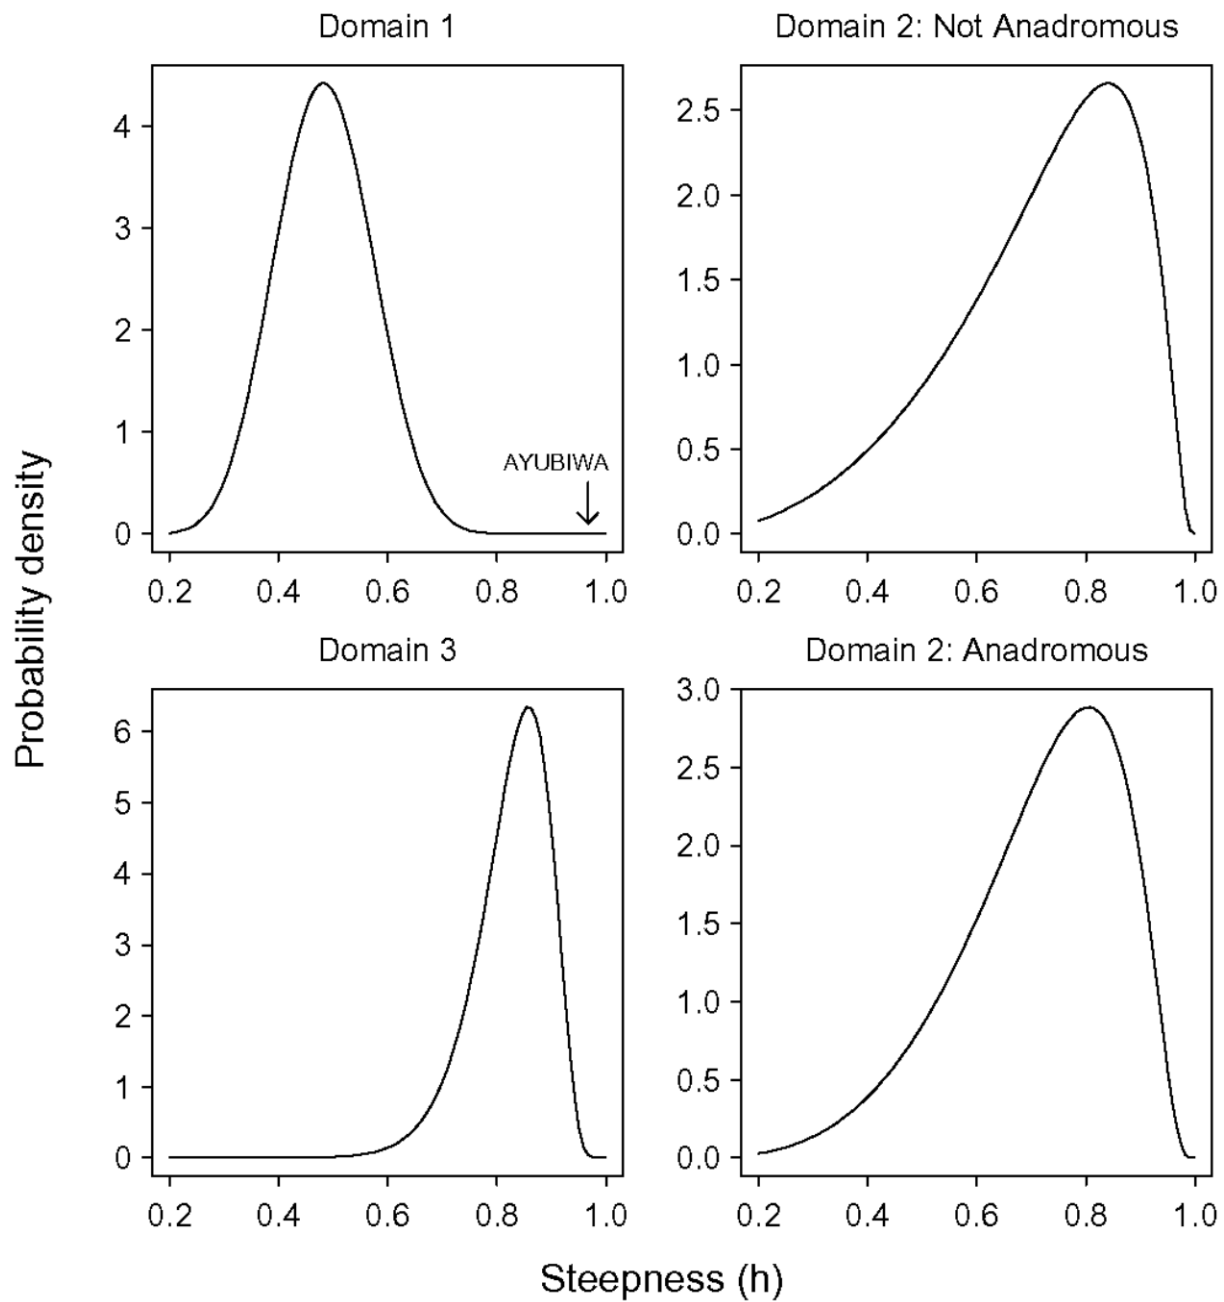 Domain 1
Domain 2: Not Anadromous
4
3
2
1
0
AYUBIWA
0.2 0.4 0.6 0.8 1.0
2.5
2.0
1.5
1.0
0.5
0.0
0.2 0.4 0.6 0.8 1.0
Probability density
Domain 3
Domain 2: Anadromous
6
5
4
3
2
1
0
0.2 0.4 0.6 0.8 1.0
3.0
2.5
2.0
1.5
1.0
0.5
0.0
0.2 0.4 0.6 0.8 1.0
Steepness (h)